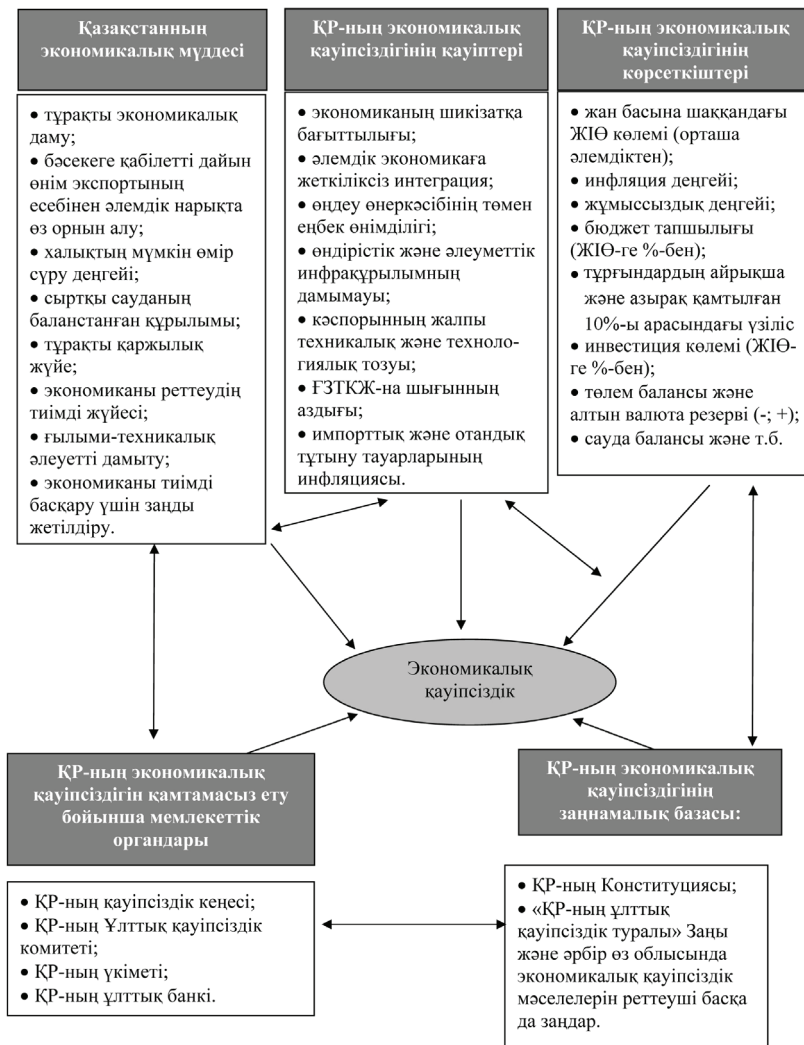 Қазақстанның
экономикалық мүддесі
• тұрақты экономикалық
даму;
• бәсекеге қабілетті дайын
өнім экспортының
есебінен әлемдік нарықта
өз орнын алу;
• халықтың мүмкін өмір
сүру деңгейі;
• сыртқы сауданың
баланстанған құрылымы;
• тұрақты қаржылық
жүйе;
• экономиканы реттеудің
тиімді жүйесі;
• ғылыми-техникалық
әлеуетті дамыту;
• экономиканы тиімді
басқару үшін заңды
жетілдіру.
ҚР-ның экономикалық
қауіпсіздігінің қауіптері
• экономиканың шикізатқа
бағыттылығы;
• әлемдік экономикаға
жеткіліксіз интеграция;
• өңдеу өнеркәсібінің төмен
еңбек өнімділігі;
• өндірістік және әлеуметтік
инфрақұрылымның
дамымауы;
• кәспорынның жалпы
техникалық және техноло-
гиялық тозуы;
• ҒЗТКЖ-на шығынның
аздығы;
• импорттық және отандық
тұтыну тауарларының
инфляциясы.
ҚР-ның экономикалық
қауіпсіздігінің
көрсеткіштері
• жан басына шаққандағы
ЖІӨ көлемі (орташа
әлемдіктен);
• инфляция деңгейі;
• жұмыссыздық деңгейі;
• бюджет тапшылығы
(ЖІӨ-ге %-бен);
• тұрғындардың айрықша
және азырақ қамтылған
10%-ы арасындағы үзіліс
• инвестиция көлемі (ЖІӨ-
ге %-бен);
• төлем балансы және
алтын валюта резерві (-; +);
• сауда балансы және т.б.
Экономикалық
қауіпсіздік
ҚР-ның экономикалық
қауіпсіздігін қамтамасыз ету
бойынша мемлекеттік
органдары
• ҚР-ның қауіпсіздік кеңесі;
• ҚР-ның Ұлттық қауіпсіздік
комитеті;
• ҚР-ның үкіметі;
• ҚР-ның ұлттық банкі.
ҚР-ның экономикалық
қауіпсіздігінің
заңнамалық базасы:
• ҚР-ның Конституциясы;
• «ҚР-ның ұлттық
қауіпсіздік туралы» Заңы
және әрбір өз облысында
экономикалық қауіпсіздік
мәселелерін реттеуші басқа
да заңдар.